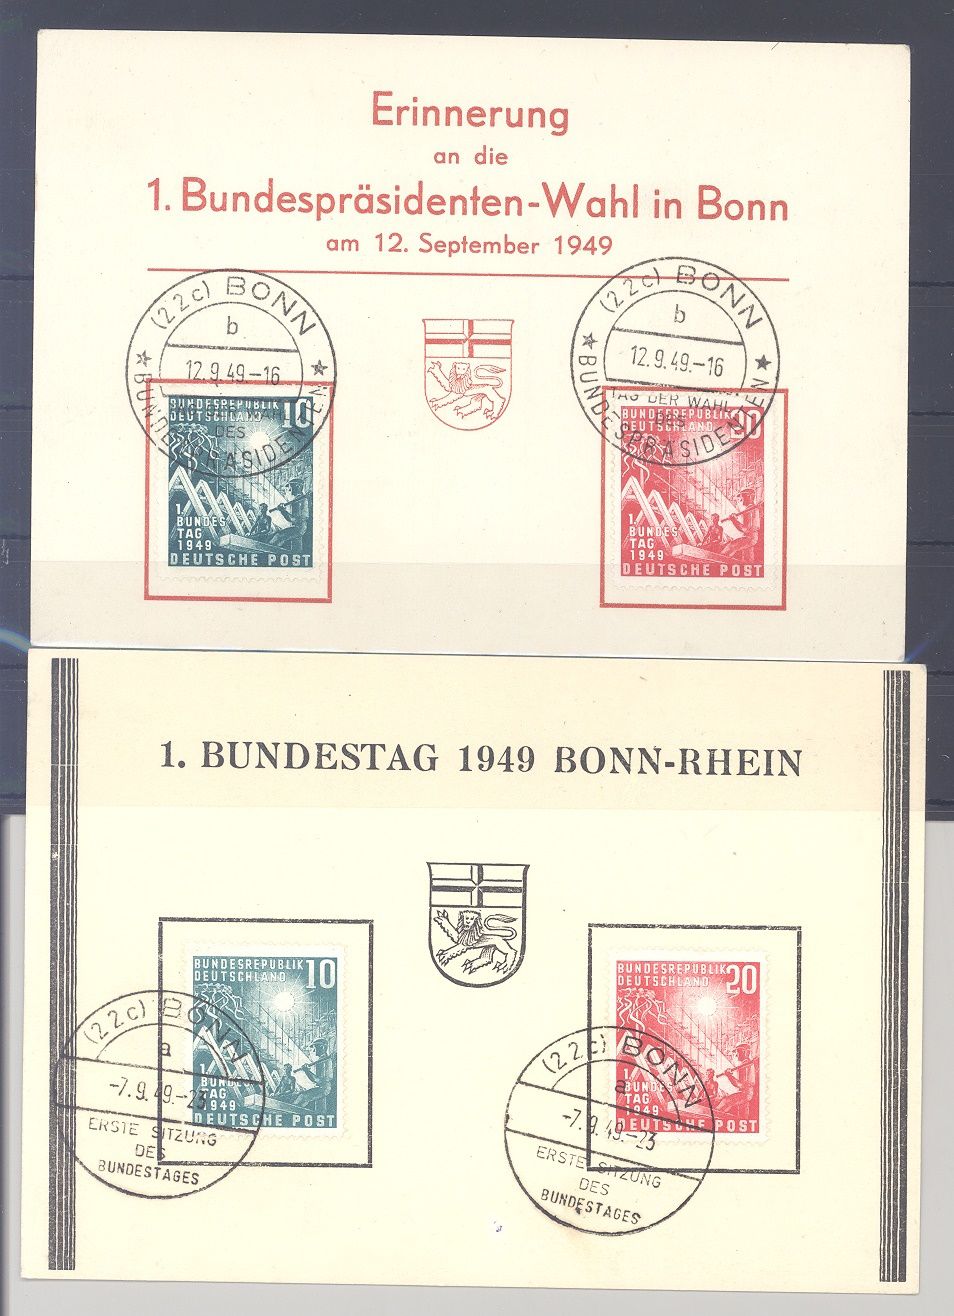 Erinnerung
an die
1. Bundespräsidenten-Wahl in Bonn
am 12. September 1949
(22c) BONN
b
12.9.49.-16
DES
BUNDESPRÄSIDENTEN
BUNDESREPUBLIK 10
DEUTSCHLAND
1.
BUNDES
TAG
1949
DEUTSCHE POST
(22c) BONN
b
12.9.49.-16
TAG DER WAHL
DES
BUNDESPRÄSIDENTEN
BUNDESREPUBLIK 20
DEUTSCHLAND
1.
BUNDES
TAG
1949
DEUTSCHE POST
1. BUNDESTAG 1949 BONN-RHEIN
BUNDESREPUBLIK 10
DEUTSCHLAND
1.
BUNDES
TAG
1949
DEUTSCHE POST
(22c) BONN
a
-7.9.49.-23
ERSTE SITZUNG
DES
BUNDESTAGES
BUNDESREPUBLIK 20
DEUTSCHLAND
1.
BUNDES
TAG
1949
DEUTSCHE POST
(22c) BONN
a
-7.9.49.-23
ERSTE SITZUNG
DES
BUNDESTAGES